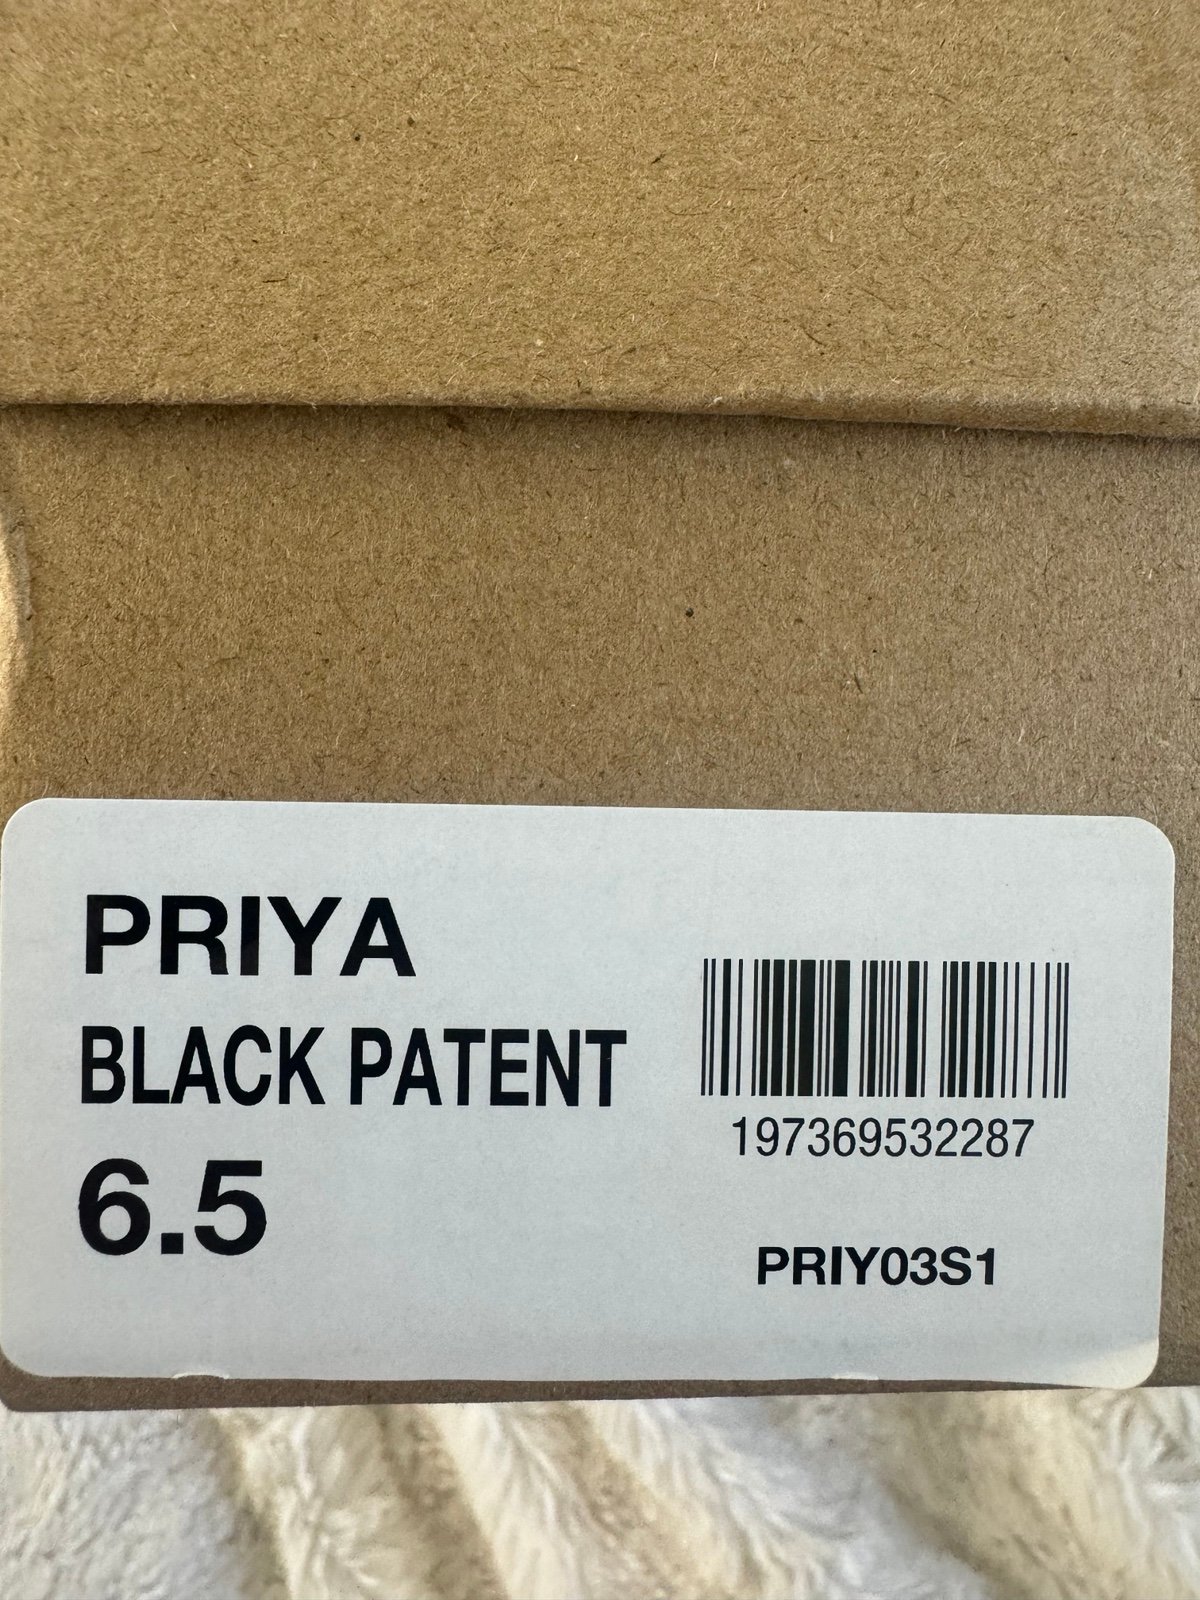 PRIYA
BLACK PATENT
6.5
197369532287
PRIY03S1